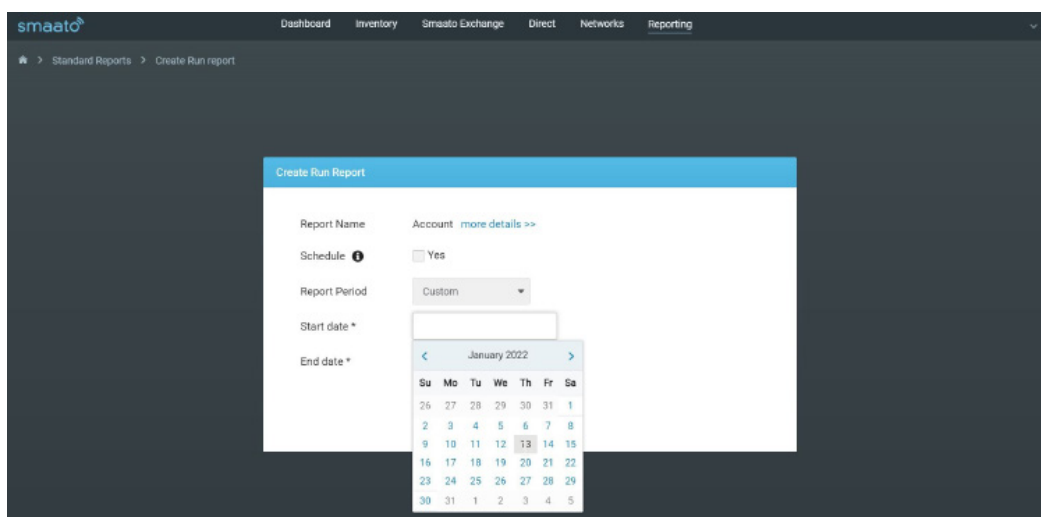 smaato
Dashboard Inventory Smaato Exchange Direct Networks Reporting
> Standard Reports > Create Run report
Create Run Report
Report Name Account more details >>
Schedule Yes
Report Period Custom
Start date *
End date *
< January 2022 >
Su Mo Tu We Th Fr Sa
26 27 28 29 30 31 1
2 3 4 5 6 7 8
9 10 11 12 13 14 15
16 17 18 19 20 21 22
23 24 25 26 27 28 29
30 31 1 2 3 4 5